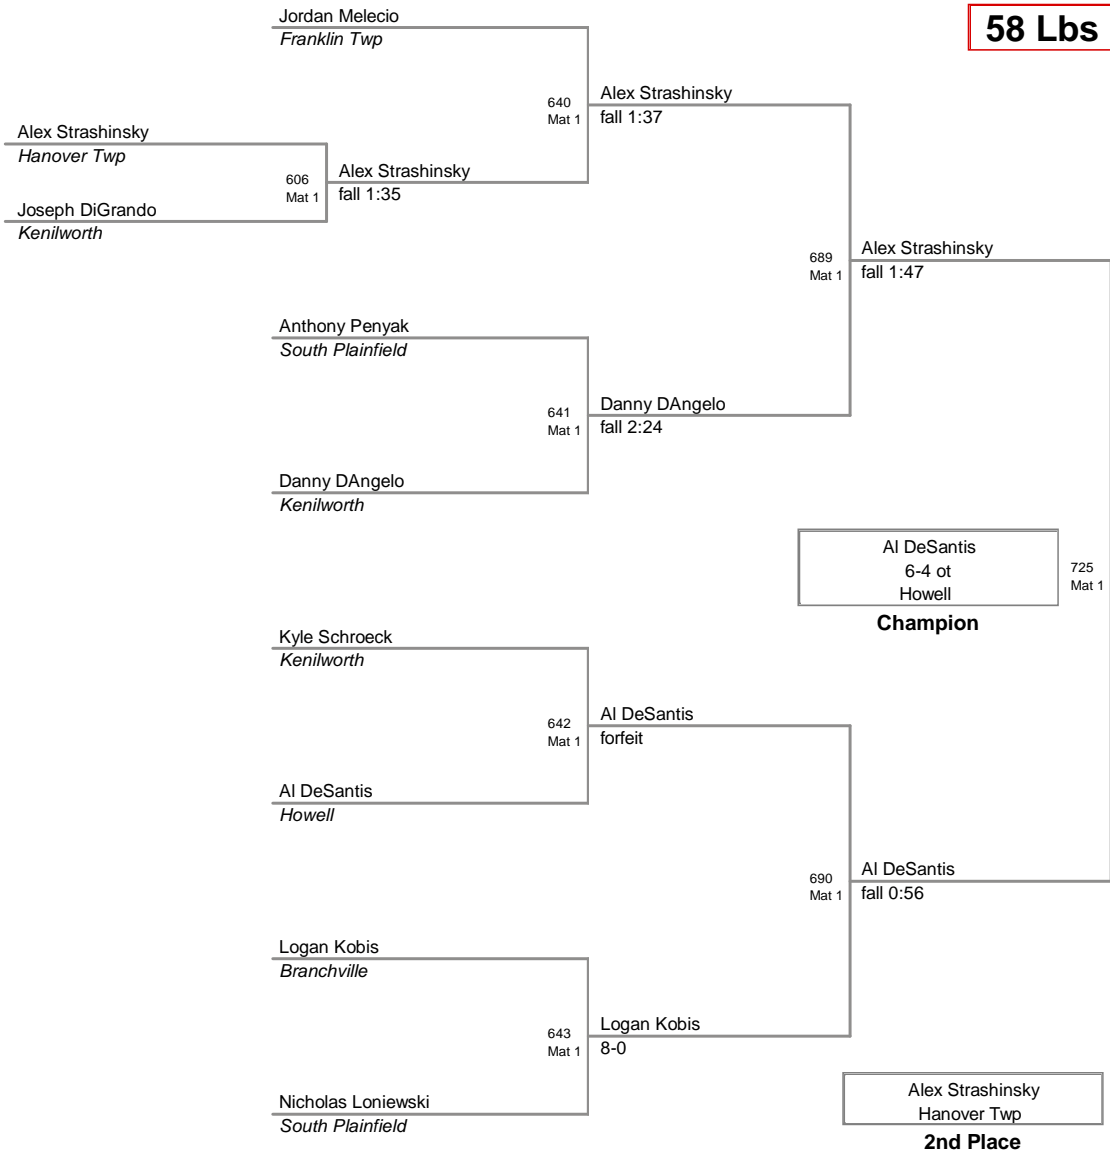 58 Lbs
Jordan Melecio
Franklin Twp
640
Mat 1
Alex Strashinsky
fall 1:37
Alex Strashinsky
Hanover Twp
606
Mat 1
Alex Strashinsky
fall 1:35
Joseph DiGrando
Kenilworth
689
Mat 1
Alex Strashinsky
fall 1:47
Anthony Penyak
South Plainfield
641
Mat 1
Danny DAngelo
fall 2:24
Danny DAngelo
Kenilworth
Al DeSantis
6-4 ot
Howell
Champion
725
Mat 1
Kyle Schroeck
Kenilworth
642
Mat 1
Al DeSantis
forfeit
Al DeSantis
Howell
690
Mat 1
Al DeSantis
fall 0:56
Logan Kobis
Branchville
643
Mat 1
Logan Kobis
8-0
Nicholas Loniewski
South Plainfield
Alex Strashinsky
Hanover Twp
2nd Place